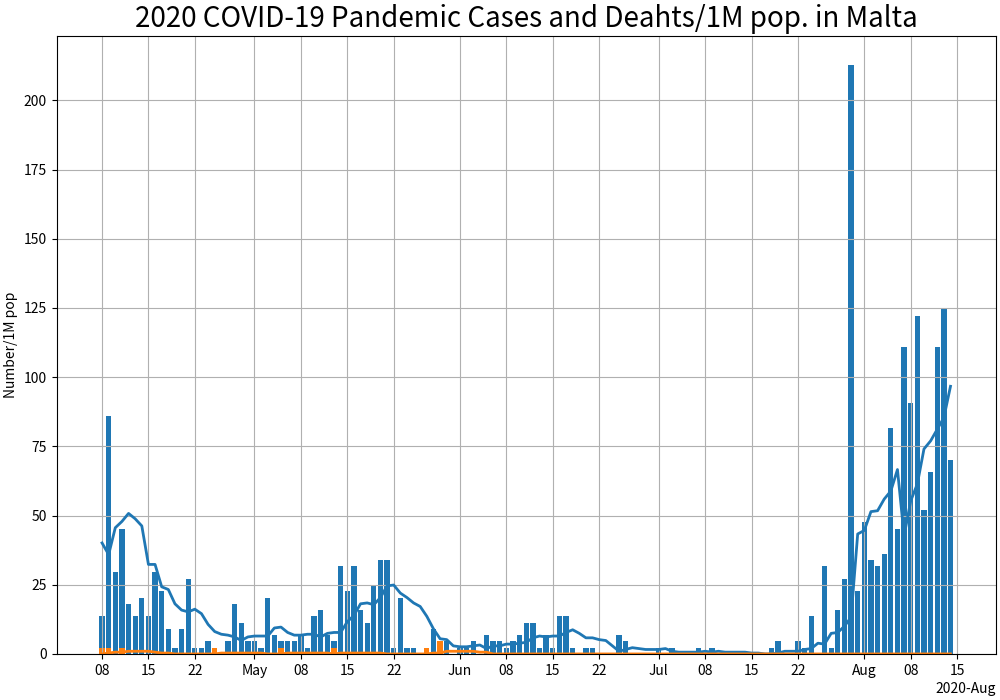 2020 COVID-19 Pandemic Cases and Deahts/1M pop. in Malta
Number/1M pop
200
175
150
125
100
75
50
25
0
08 15 22 May 08 15 22 Jun 08 15 22 Jul 08 15 22 Aug 08 15
2020-Aug